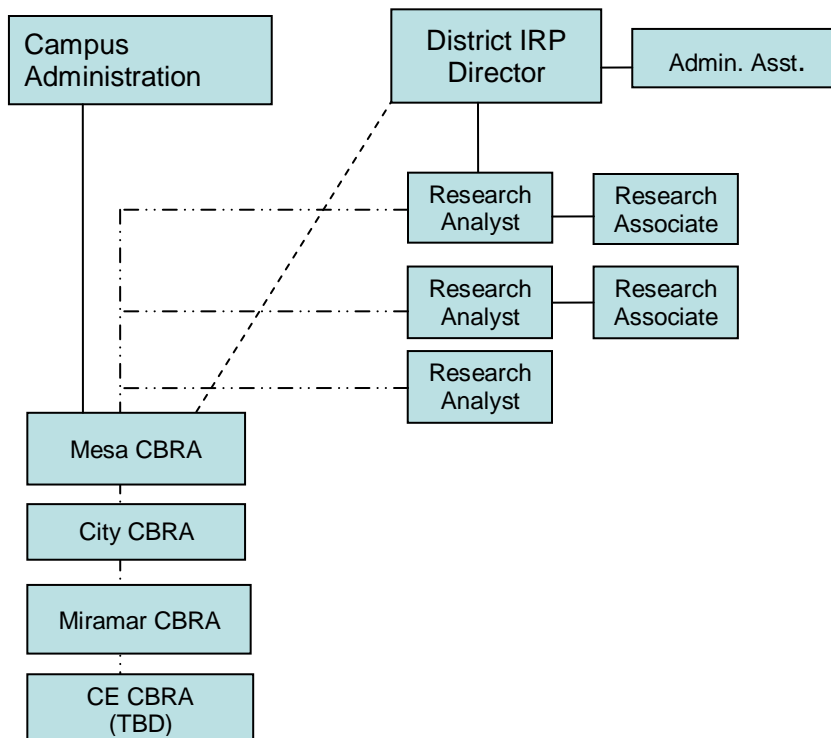 Campus
Administration
District IRP
Director
Admin. Asst.
Research
Analyst
Research
Associate
Research
Analyst
Research
Associate
Research
Analyst
Mesa CBRA
City CBRA
Miramar CBRA
CE CBRA
(TBD)